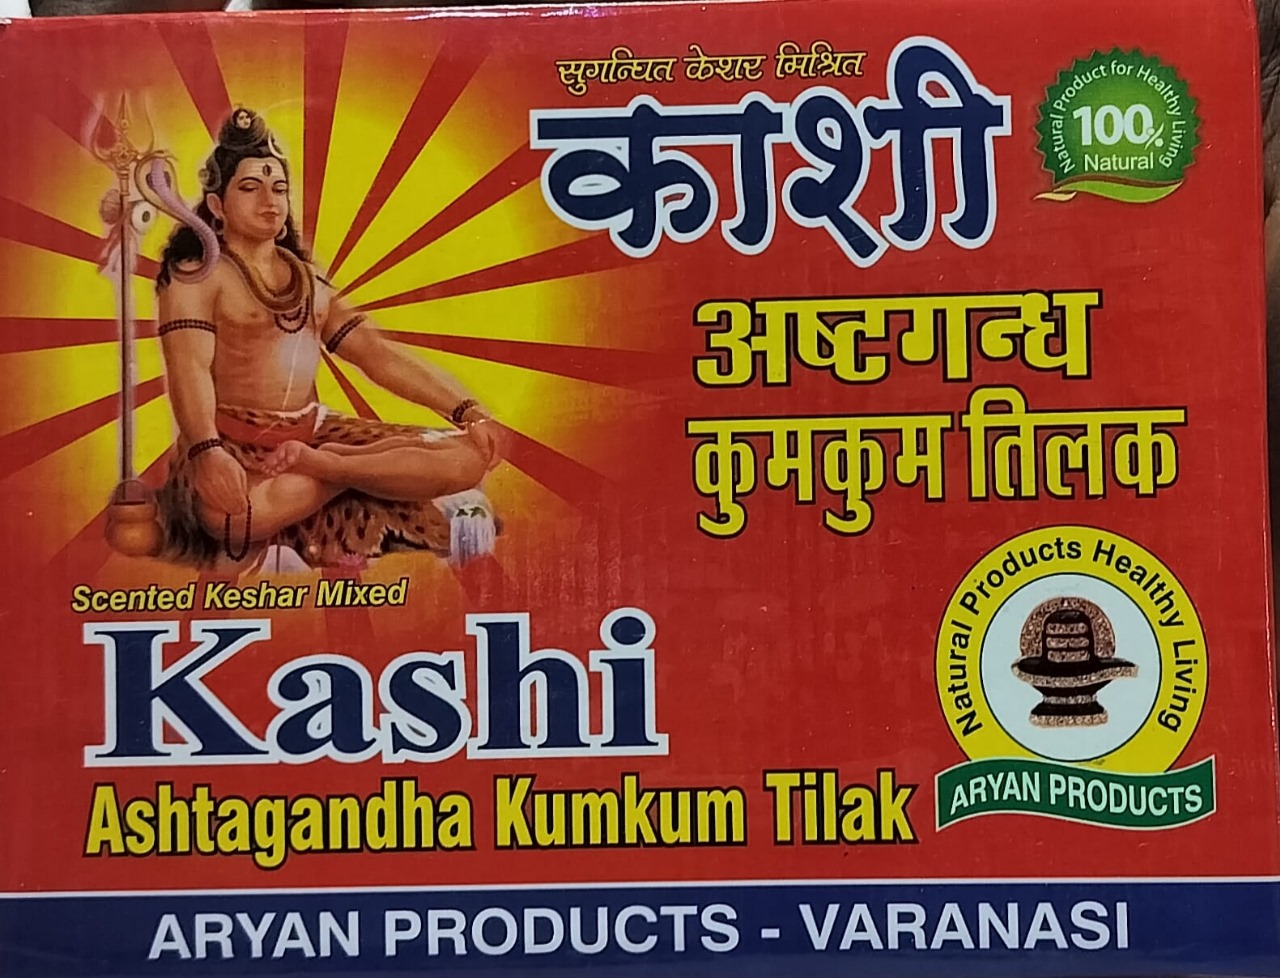 सुगन्धित केशर मिश्रित
काशी
Natural Product for Healthy Living
100%
Natural
अष्टगन्ध
कुमकुम तिलक
Scented Keshar Mixed
Kashi
Ashtagandha Kumkum Tilak
Natural Products Healthy Living
ARYAN PRODUCTS
ARYAN PRODUCTS - VARANASI